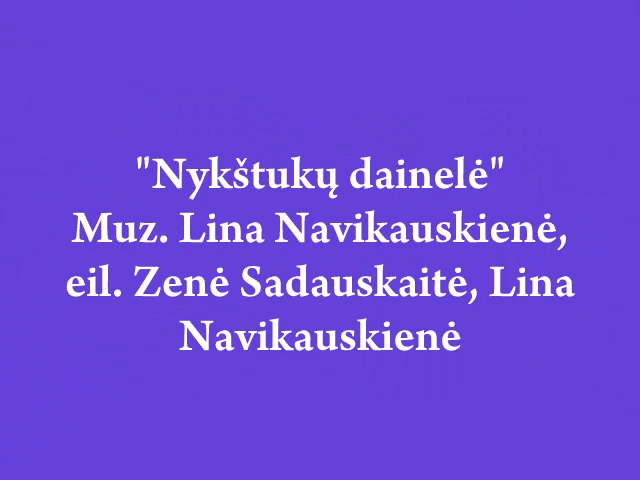 "Nykštukų dainelė"
Muz. Lina Navikauskienė,
eil. Zenė Sadauskaitė, Lina
Navikauskienė